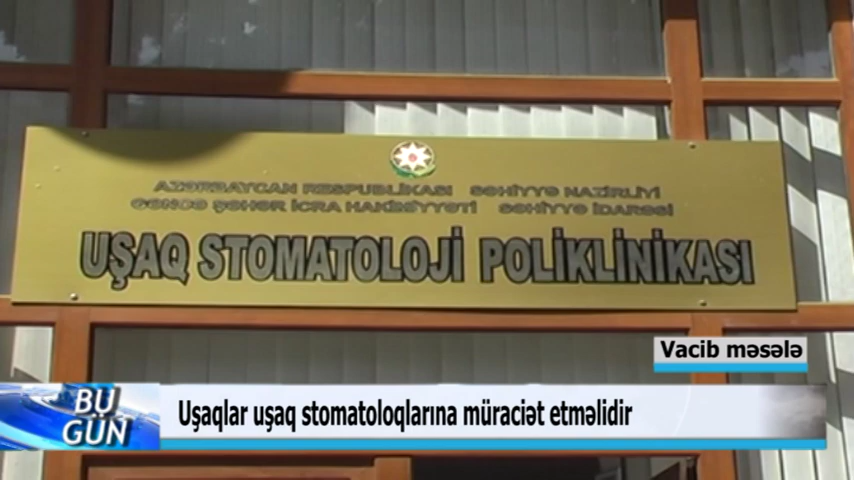 AZƏRBAYCAN RESPUBLİKASI SƏHİYYƏ NAZİRLİYİ
GƏNCƏ ŞƏHƏR İCRA HAKİMİYYƏTİ SƏHİYYƏ İDARƏSİ
UŞAQ STOMATOLOJİ POLİKLİNİKASI
Vacib məsələ
BU
GÜN
Uşaqlar uşaq stomatoloqlarına müraciət etməlidir